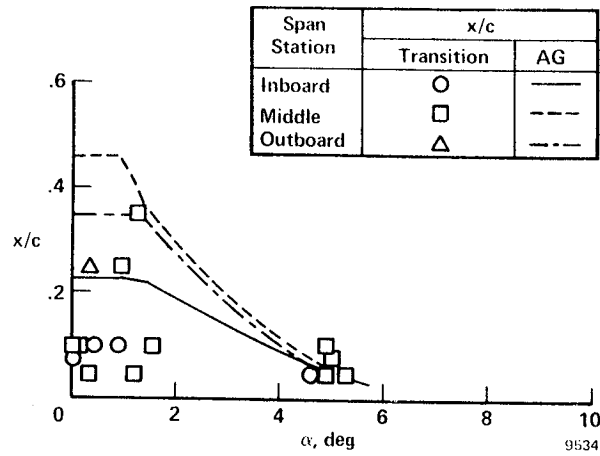 Span Station
x/c
Transition
AG
Inboard
Middle
Outboard
.6
.4
x/c
.2
0
2
4
6
8
10
α, deg
9534